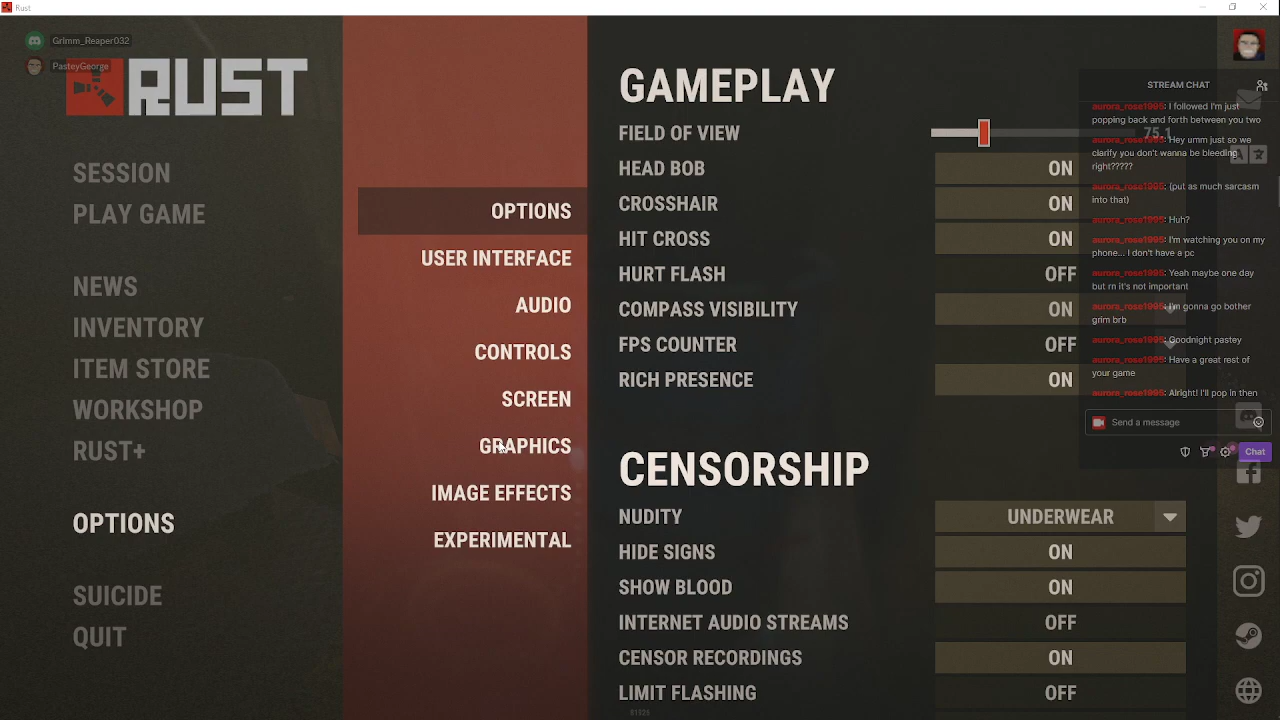 Rust
Grimm_Reaper032
PasteyGeorge
RUST
SESSION
PLAY GAME
NEWS
INVENTORY
ITEM STORE
WORKSHOP
RUST+
OPTIONS
SUICIDE
QUIT
OPTIONS
USER INTERFACE
AUDIO
CONTROLS
SCREEN
GRAPHICS
IMAGE EFFECTS
EXPERIMENTAL
GAMEPLAY
FIELD OF VIEW 75.1
HEAD BOB ON
CROSSHAIR ON
HIT CROSS ON
HURT FLASH OFF
COMPASS VISIBILITY ON
FPS COUNTER OFF
RICH PRESENCE ON
CENSORSHIP
NUDITY UNDERWEAR
HIDE SIGNS ON
SHOW BLOOD ON
INTERNET AUDIO STREAMS OFF
CENSOR RECORDINGS ON
LIMIT FLASHING OFF
STREAM CHAT
aurora_rose1995: I followed I'm just
popping back and forth between you two
aurora_rose1995: Hey umm just so we
clarify you don't wanna be bleeding
right?????
aurora_rose1995: (put as much sarcasm
into that)
aurora_rose1995: Huh?
aurora_rose1995: I'm watching you on my
phone... I don't have a pc
aurora_rose1995: Yeah maybe one day
but rn it's not important
aurora_rose1995: I'm gonna go bother
grim brb
aurora_rose1995: Goodnight pastey
aurora_rose1995: Have a great rest of
your game
aurora_rose1995: Alright! I'll pop in then
Send a message
Chat